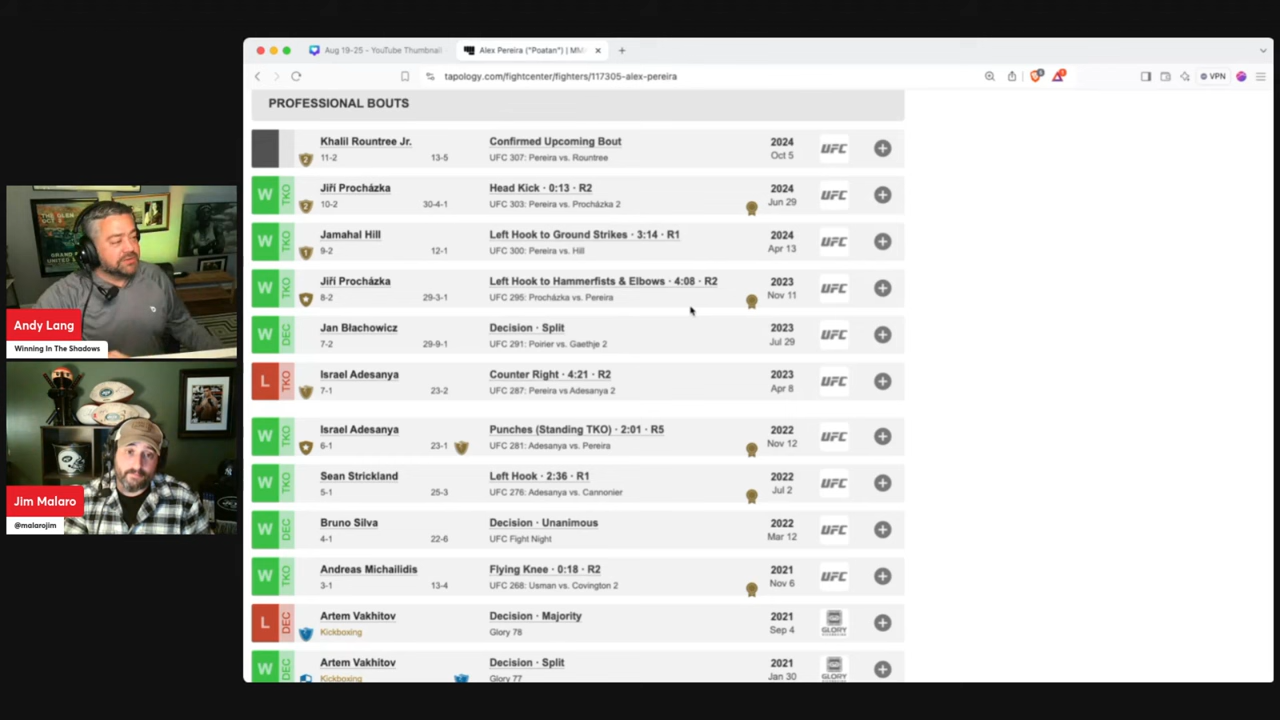 Aug 19-25 - YouTube Thumbnail
Alex Pereira ("Poatan") | MM
tapology.com/fightcenter/fighters/117305-alex-pereira
VPN
PROFESSIONAL BOUTS
Khalil Rountree Jr. Confirmed Upcoming Bout 2024 UFC
11-2 13-5 UFC 307: Pereira vs. Rountree Oct 5
W TKO Jiří Procházka Head Kick · 0:13 · R2 2024 UFC
10-2 30-4-1 UFC 303: Pereira vs. Procházka 2 Jun 29
W TKO Jamahal Hill Left Hook to Ground Strikes · 3:14 · R1 2024 UFC
9-2 12-1 UFC 300: Pereira vs. Hill Apr 13
W TKO Jiří Procházka Left Hook to Hammerfists & Elbows · 4:08 · R2 2023 UFC
8-2 29-3-1 UFC 295: Procházka vs. Pereira Nov 11
W DEC Jan Błachowicz Decision · Split 2023 UFC
7-2 29-9-1 UFC 291: Poirier vs. Gaethje 2 Jul 29
L TKO Israel Adesanya Counter Right · 4:21 · R2 2023 UFC
7-1 23-2 UFC 287: Pereira vs Adesanya 2 Apr 8
W TKO Israel Adesanya Punches (Standing TKO) · 2:01 · R5 2022 UFC
6-1 23-1 UFC 281: Adesanya vs. Pereira Nov 12
W TKO Sean Strickland Left Hook · 2:36 · R1 2022 UFC
5-1 25-3 UFC 276: Adesanya vs. Cannonier Jul 2
W DEC Bruno Silva Decision · Unanimous 2022 UFC
4-1 22-6 UFC Fight Night Mar 12
W TKO Andreas Michailidis Flying Knee · 0:18 · R2 2021 UFC
3-1 13-4 UFC 268: Usman vs. Covington 2 Nov 6
L DEC Artem Vakhitov Decision · Majority 2021 GLORY
Kickboxing Glory 78 Sep 4
W DEC Artem Vakhitov Decision · Split 2021 GLORY
Kickboxing Glory 77 Jan 30
Andy Lang
Winning In The Shadows
Jim Malaro
@malarojim